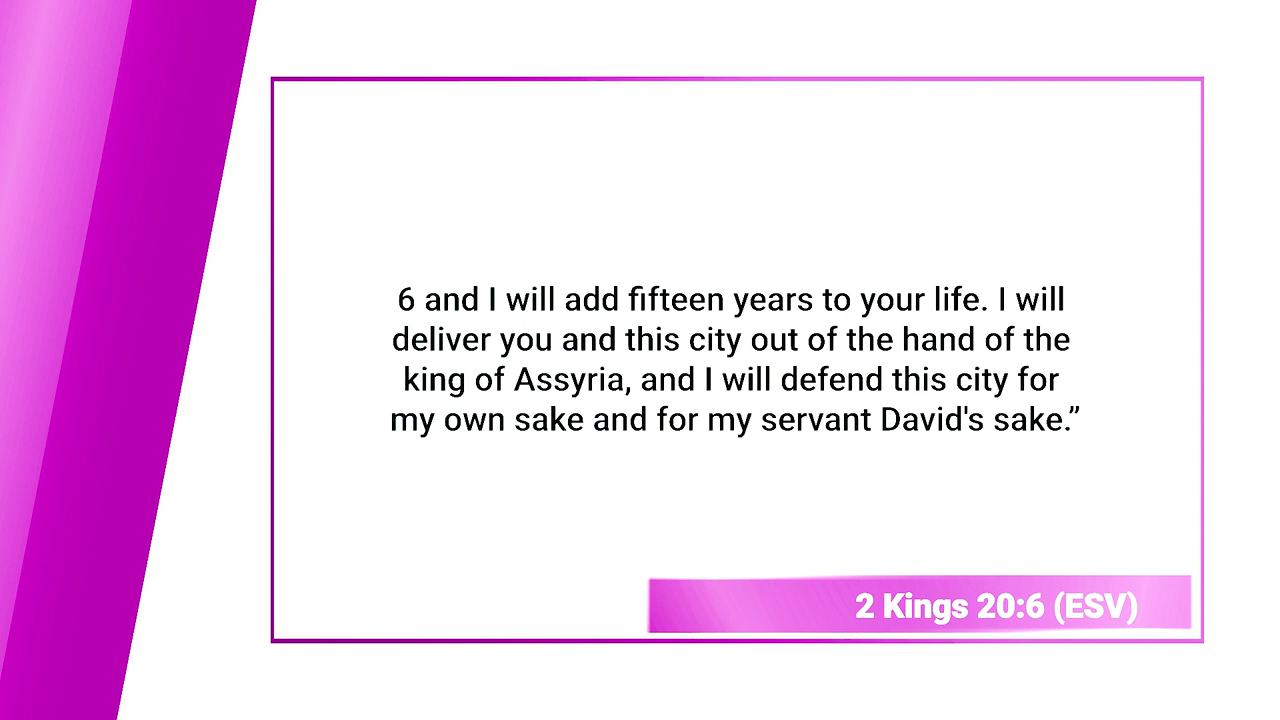 6 and I will add fifteen years to your life. I will
deliver you and this city out of the hand of the
king of Assyria, and I will defend this city for
my own sake and for my servant David's sake.”
2 Kings 20:6 (ESV)